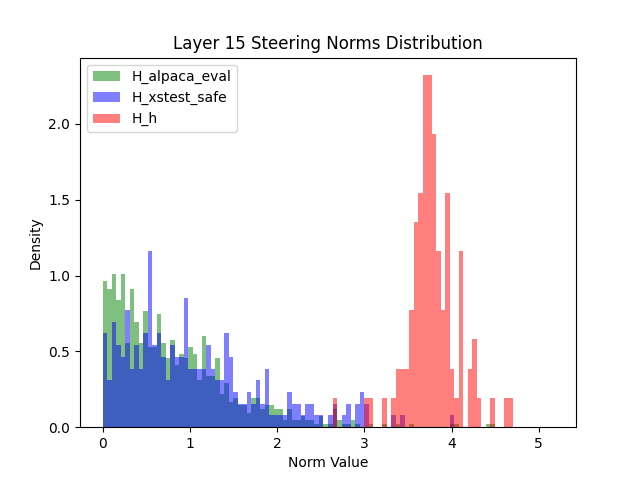 Layer 15 Steering Norms Distribution
H_alpaca_eval
H_xstest_safe
H_h
Density
2.0
1.5
1.0
0.5
0.0
0 1 2 3 4 5
Norm Value